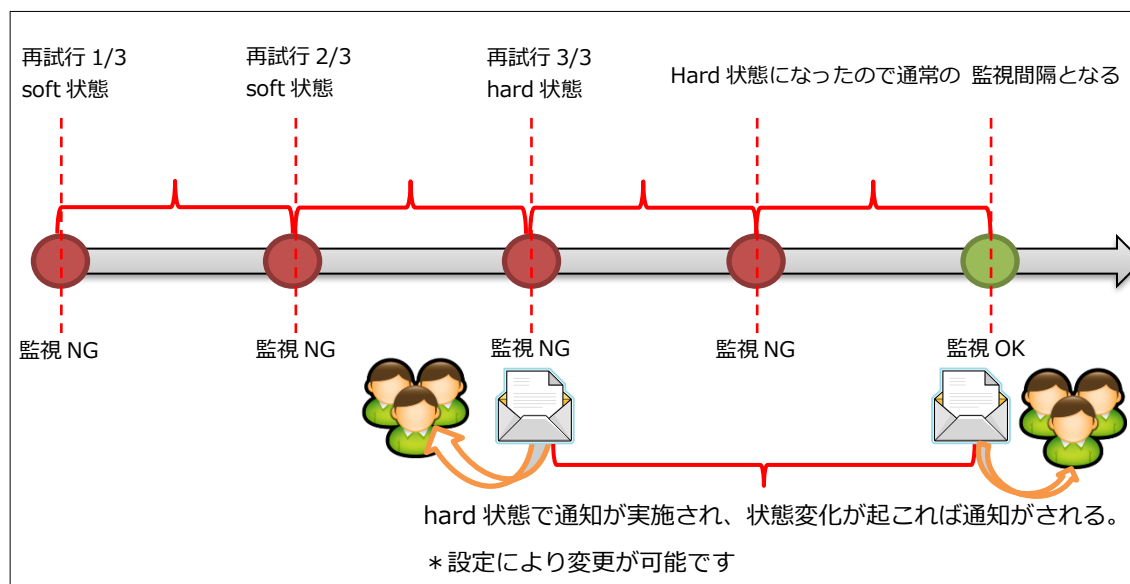 再試行 1/3
soft 状態
再試行 2/3
soft 状態
再試行 3/3
hard 状態
Hard 状態になったので通常の 監視間隔となる
監視 NG
監視 NG
監視 NG
監視 NG
監視 OK
hard 状態で通知が実施され、状態変化が起これば通知がされる。
＊設定により変更が可能です